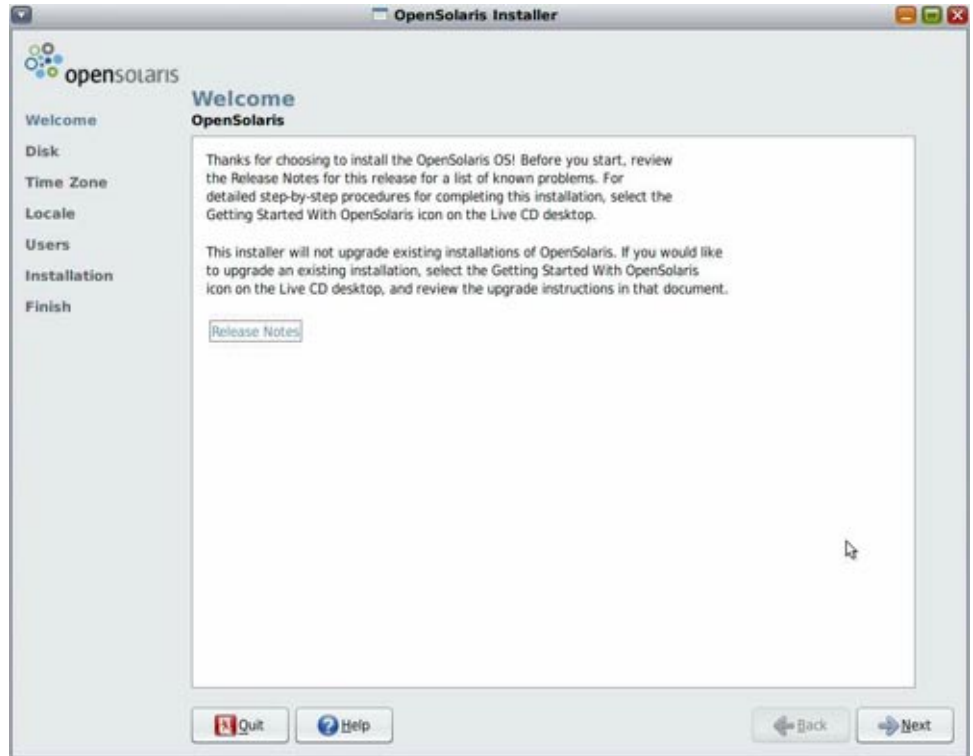 OpenSolaris Installer
opensolaris
Welcome
Disk
Time Zone
Locale
Users
Installation
Finish
Welcome
OpenSolaris
Thanks for choosing to install the OpenSolaris OS! Before you start, review
the Release Notes for this release for a list of known problems. For
detailed step-by-step procedures for completing this installation, select the
Getting Started With OpenSolaris icon on the Live CD desktop.
This installer will not upgrade existing installations of OpenSolaris. If you would like
to upgrade an existing installation, select the Getting Started With OpenSolaris
icon on the Live CD desktop, and review the upgrade instructions in that document.
Release Notes
Quit
Help
Back
Next